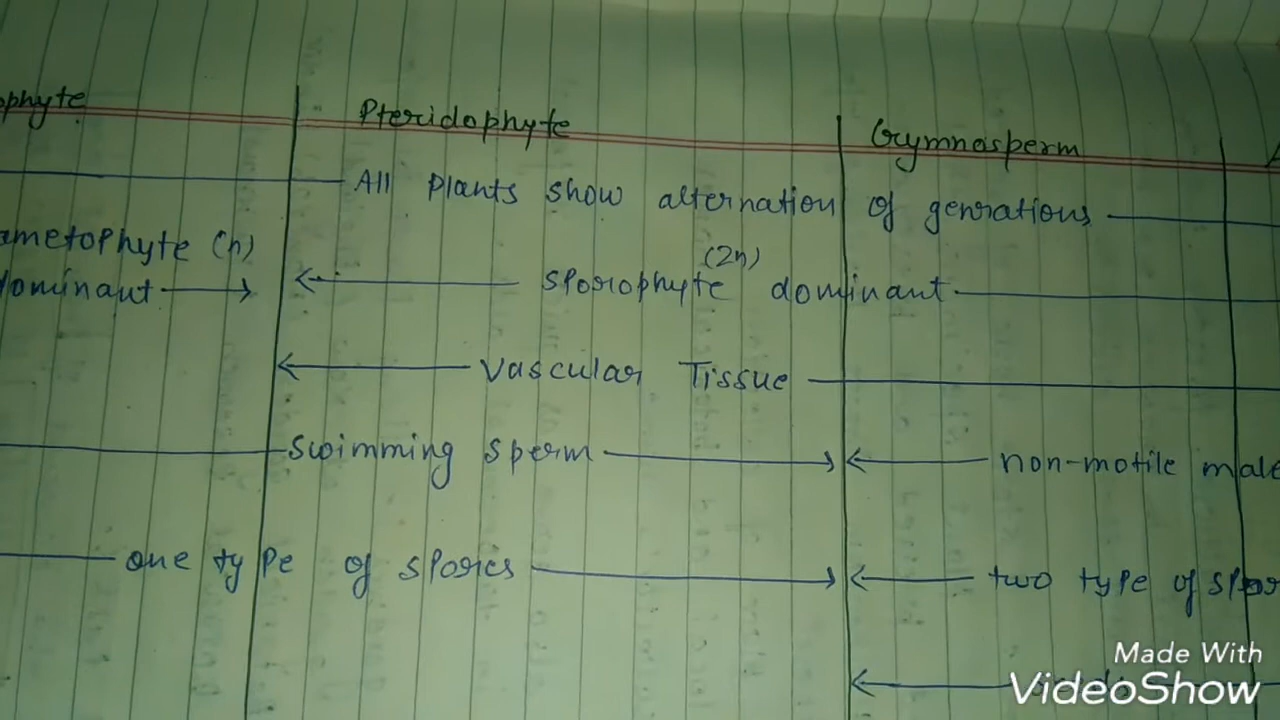 ophyte Pteridophyte Gymnosperm A
All plants show alternation of genrations
ametophyte (n)
dominant
(2n)
sporophyte dominant
Vascular Tissue
swimming sperm non-motile male
one type of spores two type of spor
Made With
VideoShow